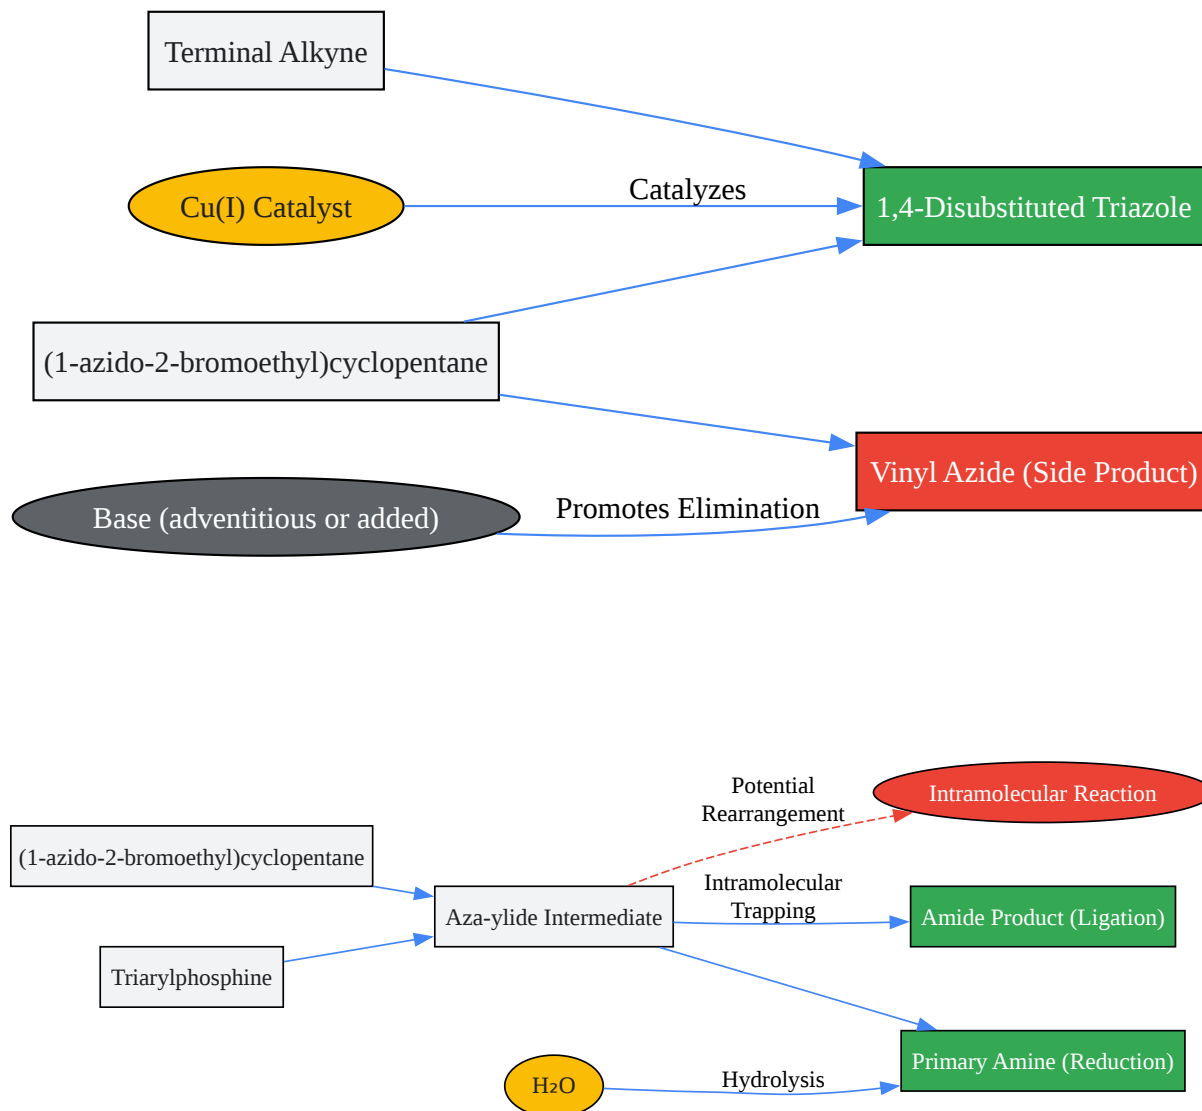 Terminal Alkyne
Cu(I) Catalyst
Catalyzes
1,4-Disubstituted Triazole
(1-azido-2-bromoethyl)cyclopentane
Vinyl Azide (Side Product)
Base (adventitious or added)
Promotes Elimination
Potential
Rearrangement
Intramolecular Reaction
(1-azido-2-bromoethyl)cyclopentane
Intramolecular
Trapping
Aza-ylide Intermediate
Amide Product (Ligation)
Triarylphosphine
Primary Amine (Reduction)
H₂O
Hydrolysis